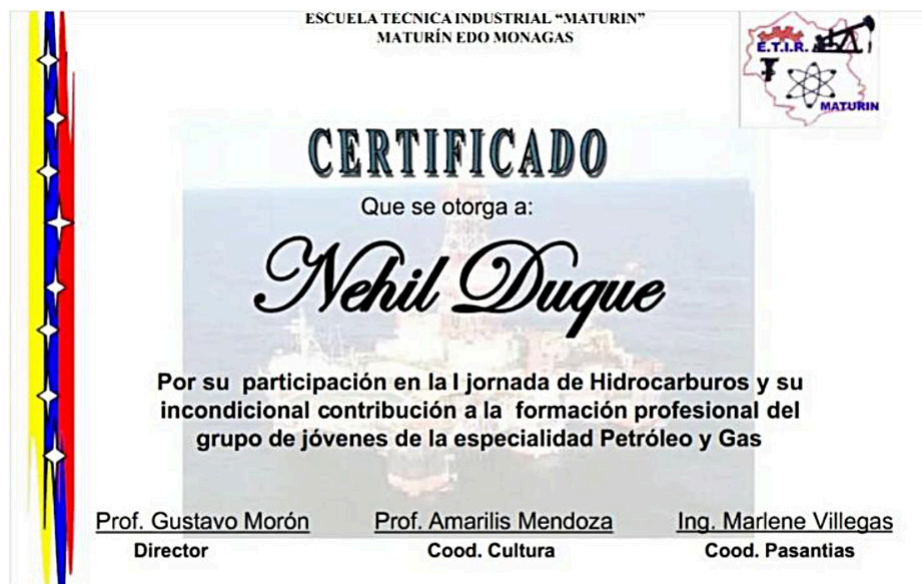 ESCUELA TECNICA INDUSTRIAL “MATURIN”
MATURÍN EDO MONAGAS
E.T.I.R.
MATURIN
CERTIFICADO
Que se otorga a:
Nehil Duque
Por su participación en la I jornada de Hidrocarburos y su
incondicional contribución a la formación profesional del
grupo de jóvenes de la especialidad Petróleo y Gas
Prof. Gustavo Morón
Director
Prof. Amarilis Mendoza
Cood. Cultura
Ing. Marlene Villegas
Cood. Pasantias